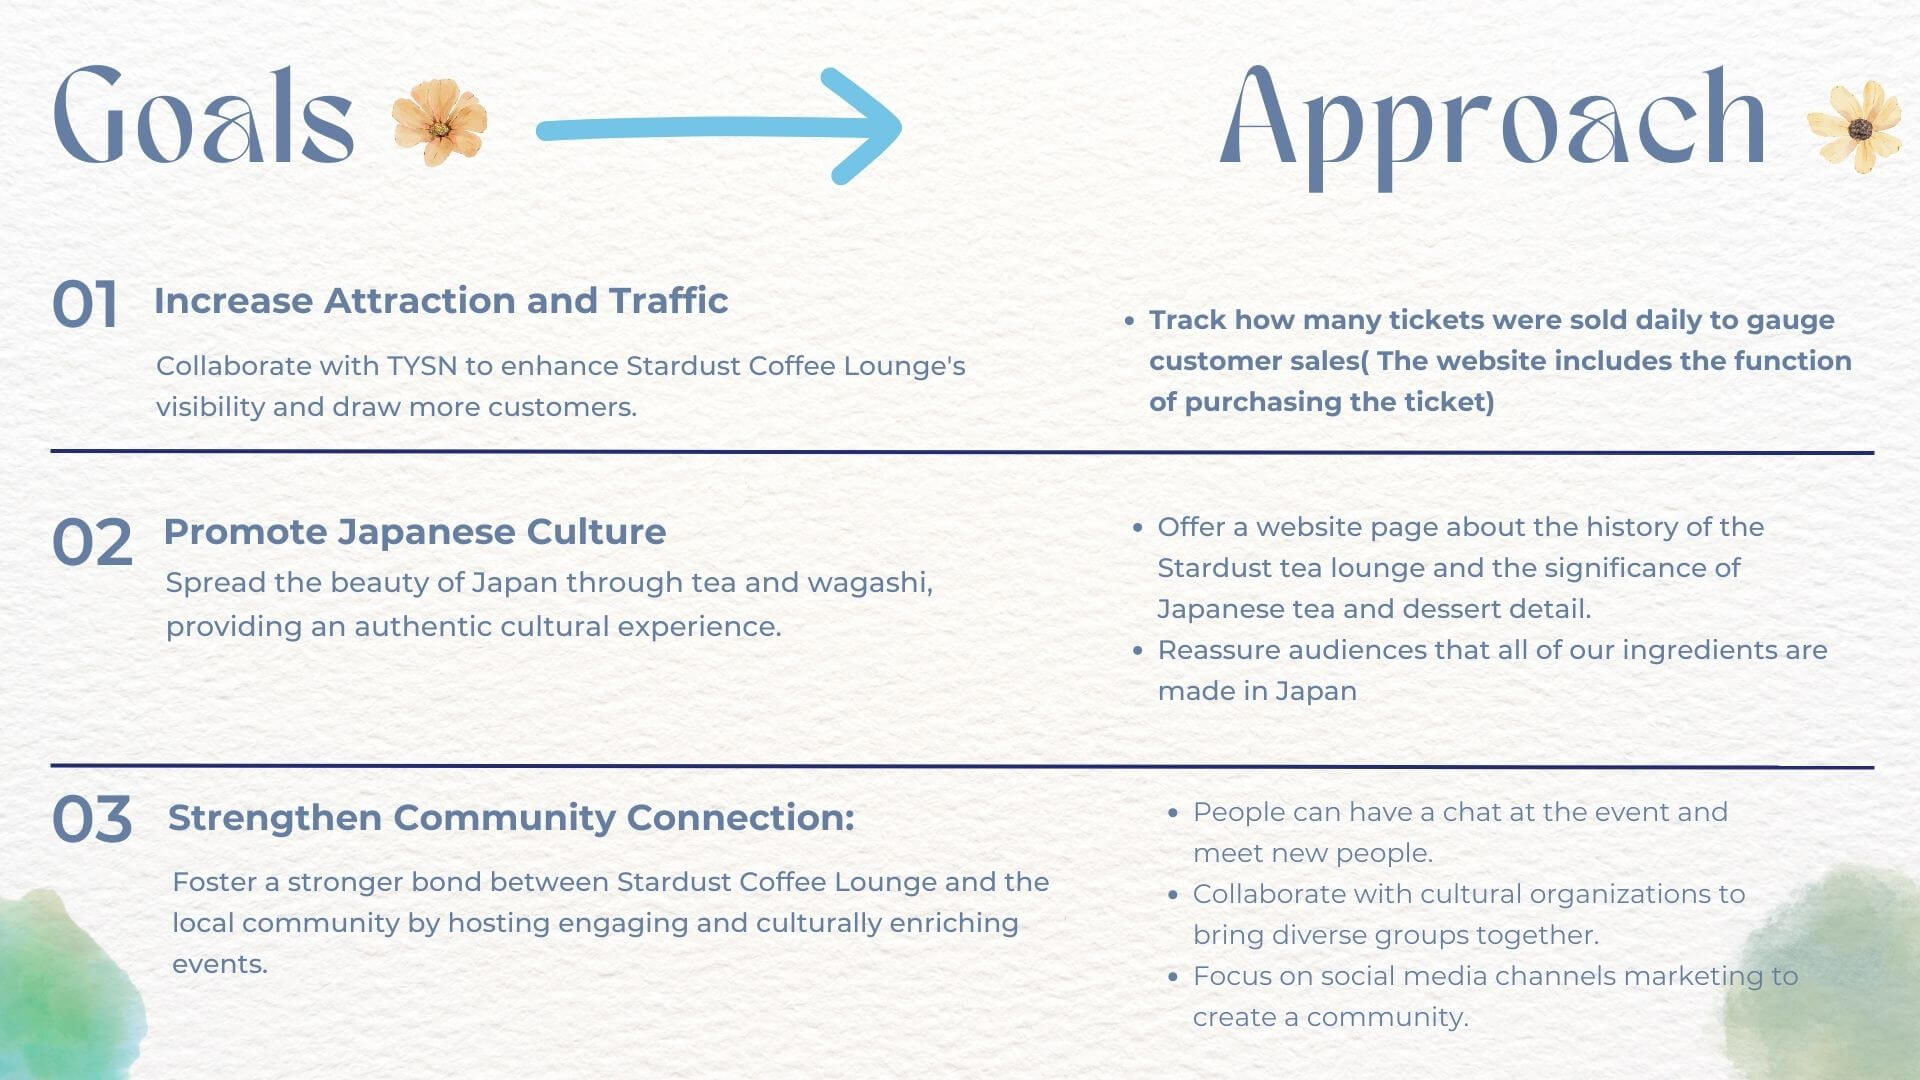 Goals
Approach
01
Increase Attraction and Traffic
Collaborate with TYSN to enhance Stardust Coffee Lounge's
visibility and draw more customers.
• Track how many tickets were sold daily to gauge
customer sales( The website includes the function
of purchasing the ticket)
02
Promote Japanese Culture
Spread the beauty of Japan through tea and wagashi,
providing an authentic cultural experience.
• Offer a website page about the history of the
Stardust tea lounge and the significance of
Japanese tea and dessert detail.
• Reassure audiences that all of our ingredients are
made in Japan
03
Strengthen Community Connection:
Foster a stronger bond between Stardust Coffee Lounge and the
local community by hosting engaging and culturally enriching
events.
• People can have a chat at the event and
meet new people.
• Collaborate with cultural organizations to
bring diverse groups together.
• Focus on social media channels marketing to
create a community.